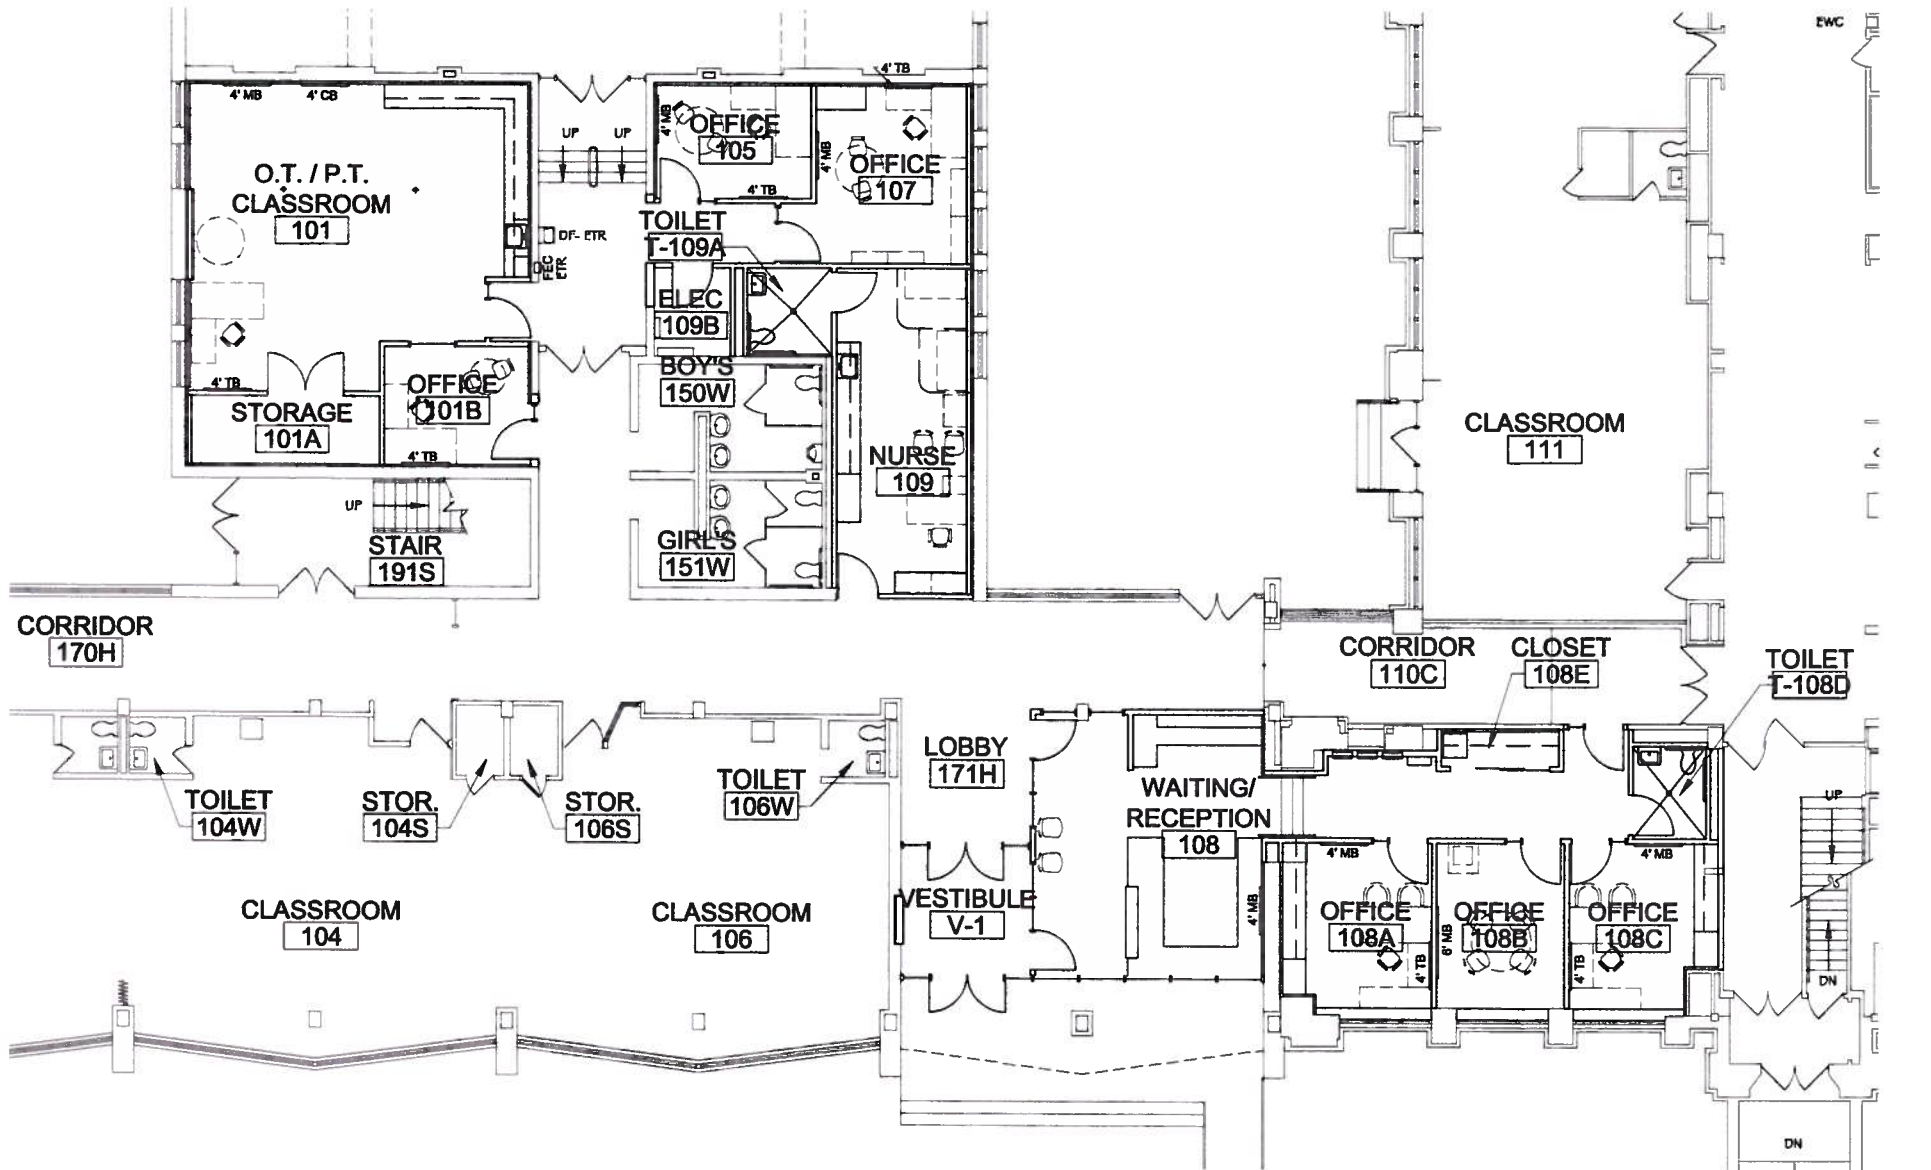 EWC
4' TB
4' MB
4' CB
4' MB
OFFICE
105
UP
UP
4' MB
OFFICE
107
O.T. / P.T.
CLASSROOM
101
4' TB
TOILET
T-109A
DF- ETR
FEC
ETR
ELEC
109B
BOY'S
150W
4' TB
OFFICE
101B
STORAGE
101A
4' TB
CLASSROOM
111
NURSE
109
UP
STAIR
191S
GIRL'S
151W
CORRIDOR
170H
CORRIDOR
110C
CLOSET
108E
TOILET
T-108D
LOBBY
171H
TOILET
104W
STOR.
104S
STOR.
106S
TOILET
106W
WAITING/
RECEPTION
108
UP
4' MB
4' MB
CLASSROOM
104
CLASSROOM
106
VESTIBULE
V-1
4' MB
OFFICE
108A
4' TB
6' MB
OFFICE
108B
OFFICE
108C
4' TB
DN
DN